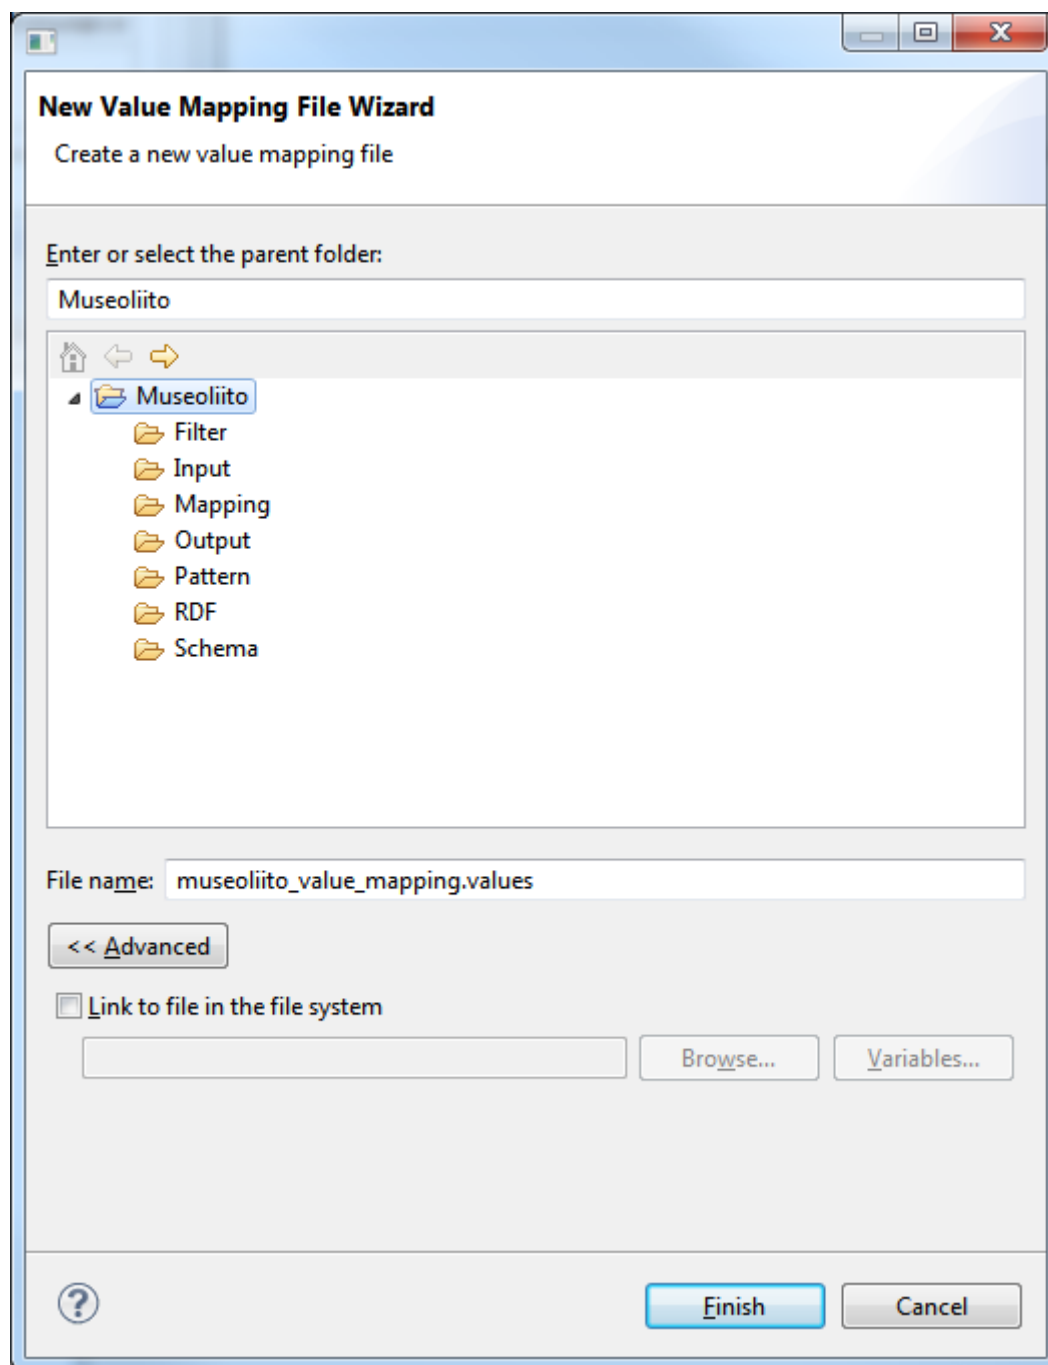 New Value Mapping File Wizard
Create a new value mapping file
Enter or select the parent folder:
Museoliito
Museoliito
Filter
Input
Mapping
Output
Pattern
RDF
Schema
File name: museoliito_value_mapping.values
<< Advanced
Link to file in the file system
Browse... Variables...
? Finish Cancel